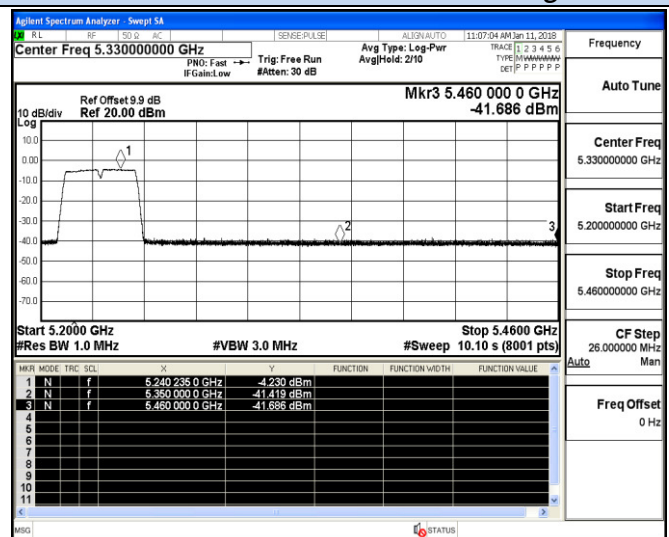 Agilent Spectrum Analyzer - Swept SA
RL RF 50 Ω AC SENSE:PULSE ALIGNAUTO 11:07:04 AM Jan 11, 2018
Center Freq 5.330000000 GHz
PNO: Fast
IFGain:Low
Trig: Free Run
#Atten: 30 dB
Avg Type: Log-Pwr
Avg|Hold: 2/10
TRACE 1 2 3 4 5 6
TYPE MWWWWW
DET P P P P P P
Ref Offset 9.9 dB
10 dB/div Ref 20.00 dBm
Log
Mkr3 5.460 000 0 GHz
-41.686 dBm
10.0
0.00
-10.0
-20.0
-30.0
-40.0
-50.0
-60.0
-70.0
1
2
3
Start 5.2000 GHz Stop 5.4600 GHz
#Res BW 1.0 MHz #VBW 3.0 MHz #Sweep 10.10 s (8001 pts)
MKR MODE TRC SCL X Y FUNCTION FUNCTION WIDTH FUNCTION VALUE
1 N f 5.240 235 0 GHz -4.230 dBm
2 N f 5.350 000 0 GHz -41.419 dBm
3 N f 5.460 000 0 GHz -41.686 dBm
4
5
6
7
8
9
10
11
MSG STATUS
Frequency
Auto Tune
Center Freq
5.330000000 GHz
Start Freq
5.200000000 GHz
Stop Freq
5.460000000 GHz
CF Step
26.000000 MHz
Auto Man
Freq Offset
0 Hz